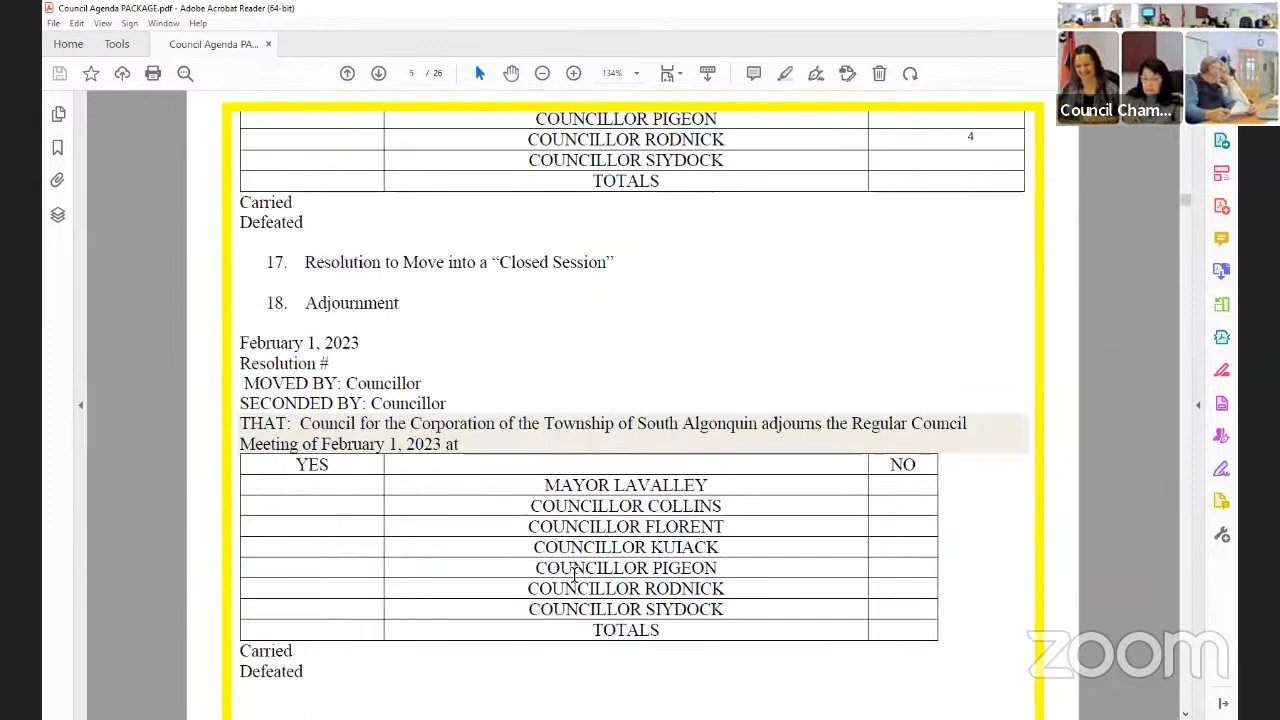 Council Agenda PACKAGE.pdf - Adobe Acrobat Reader (64-bit)
File Edit View Sign Window Help
Home Tools Council Agenda PA... ×
5 / 26 134%
Council Cham...
COUNCILLOR PIGEON
COUNCILLOR RODNICK 4
COUNCILLOR SIYDOCK
TOTALS
Carried
Defeated
17. Resolution to Move into a “Closed Session”
18. Adjournment
February 1, 2023
Resolution #
MOVED BY: Councillor
SECONDED BY: Councillor
THAT: Council for the Corporation of the Township of South Algonquin adjourns the Regular Council
Meeting of February 1, 2023 at
YES NO
MAYOR LAVALLEY
COUNCILLOR COLLINS
COUNCILLOR FLORENT
COUNCILLOR KUIACK
COUNCILLOR PIGEON
COUNCILLOR RODNICK
COUNCILLOR SIYDOCK
TOTALS
Carried
Defeated
zoom